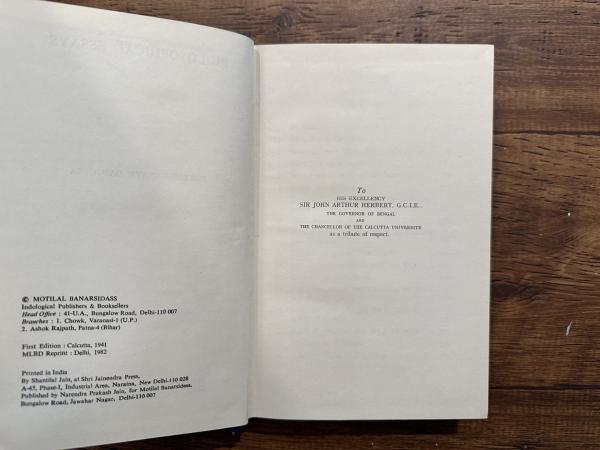 © MOTILAL BANARSIDASS
Indological Publishers & Booksellers
Head Office : 41-U.A., Bungalow Road, Delhi-110 007
Branches : 1. Chowk, Varanasi-1 (U.P.)
2. Ashok Rajpath, Patna-4 (Bihar)
First Edition : Calcutta, 1941
MLBD Reprint : Delhi, 1982
Printed in India
By Shantilal Jain, at Shri Jainendra Press,
A-45, Phase-I, Industrial Area, Naraina, New Delhi-110 028
Published by Narendra Prakash Jain, for Motilal Banarsidass,
Bungalow Road, Jawahar Nagar, Delhi-110 007
To
HIS EXCELLENCY
SIR JOHN ARTHUR HERBERT, G.C.I.E.,
THE GOVERNOR OF BENGAL
AND
THE CHANCELLOR OF THE CALCUTTA UNIVERSITY
as a tribute of respect.